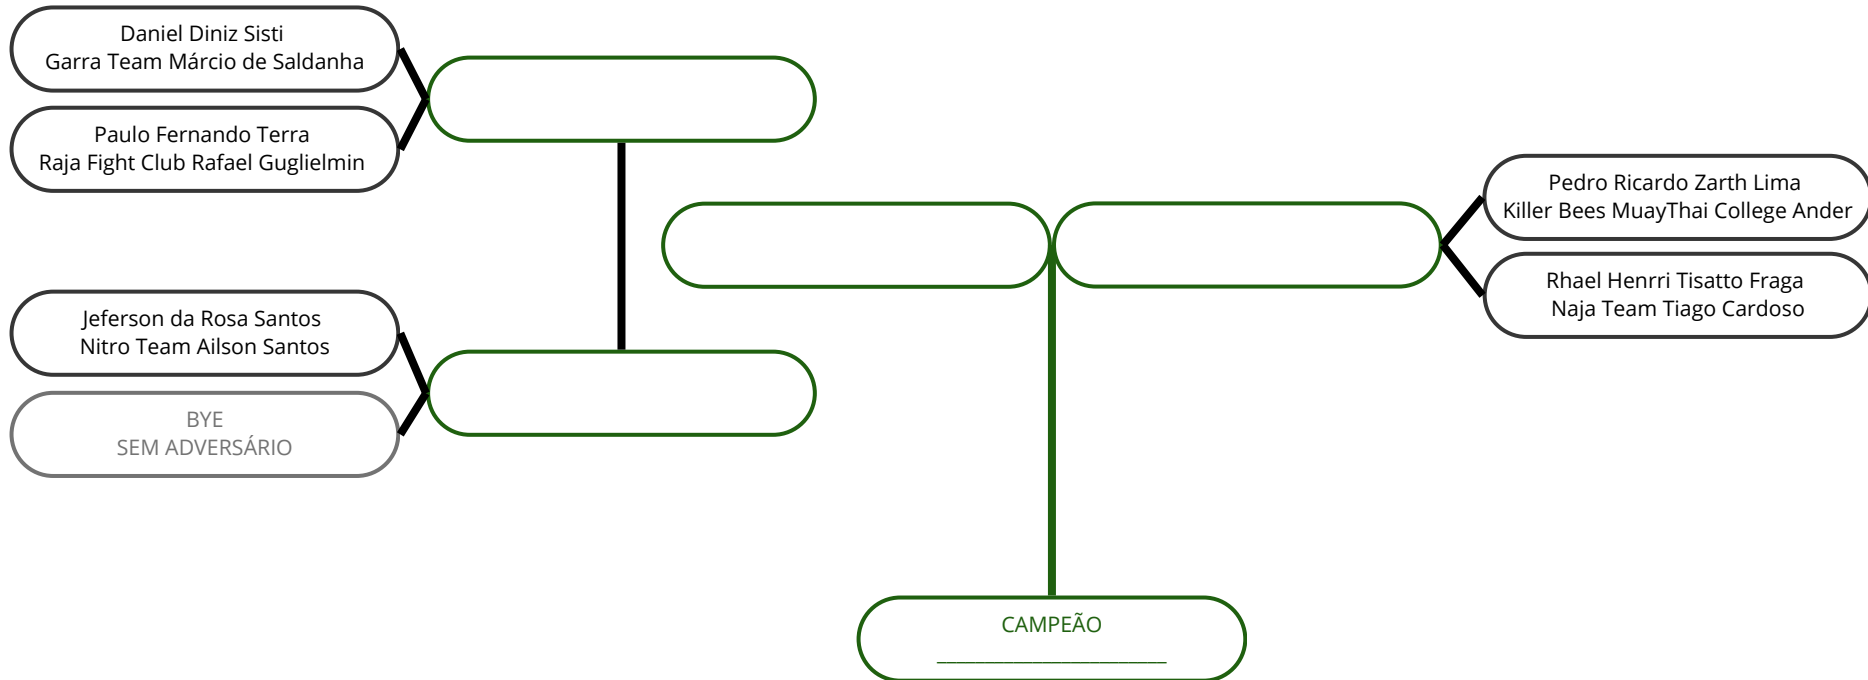 Daniel Diniz Sisti
Garra Team Márcio de Saldanha
Paulo Fernando Terra
Raja Fight Club Rafael Guglielmin
Jeferson da Rosa Santos
Nitro Team Ailson Santos
BYE
SEM ADVERSÁRIO
Pedro Ricardo Zarth Lima
Killer Bees MuayThai College Ander
Rhael Henrri Tisatto Fraga
Naja Team Tiago Cardoso
CAMPEÃO
________________________